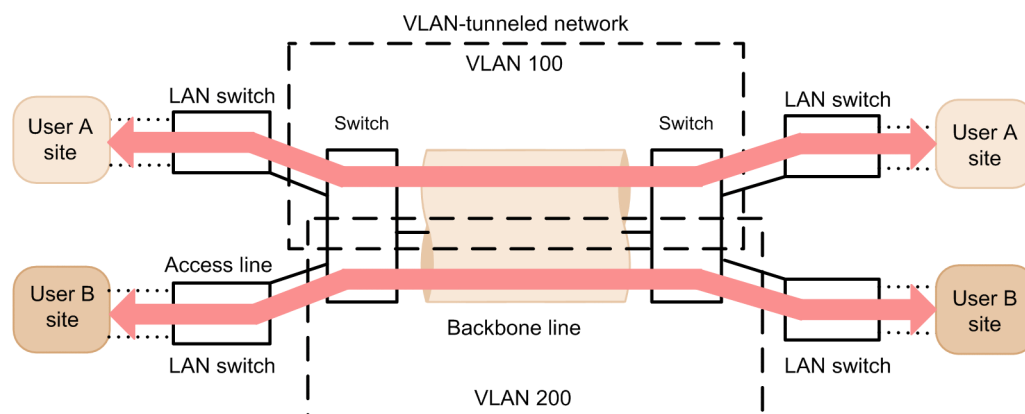 VLAN-tunneled network
VLAN 100
LAN switch
LAN switch
Switch
Switch
User A
site
User A
site
Access line
User B
site
User B
site
Backbone line
LAN switch
LAN switch
VLAN 200